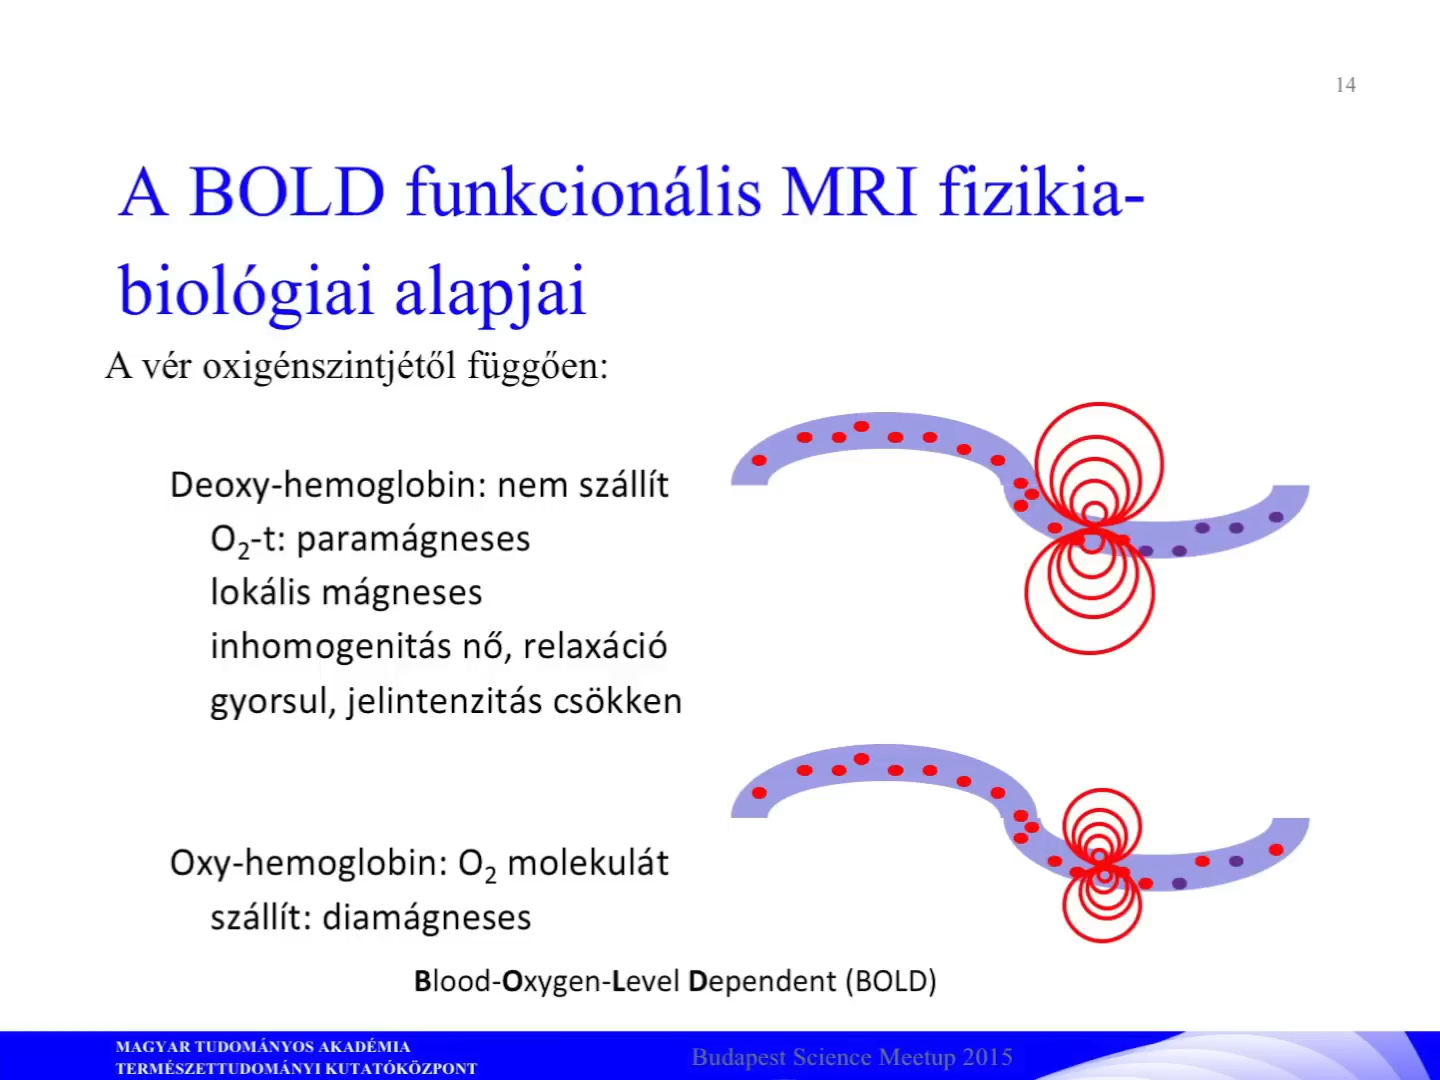 14
A BOLD funkcionális MRI fizikia-
biológiai alapjai
A vér oxigénszintjétől függően:
Deoxy-hemoglobin: nem szállít
O₂-t: paramágneses
lokális mágneses
inhomogenitás nő, relaxáció
gyorsul, jelintenzitás csökken
Oxy-hemoglobin: O₂ molekulát
szállít: diamágneses
Blood-Oxygen-Level Dependent (BOLD)
MAGYAR TUDOMÁNYOS AKADÉMIA
TERMÉSZETTUDOMÁNYI KUTATÓKÖZPONT
Budapest Science Meetup 2015